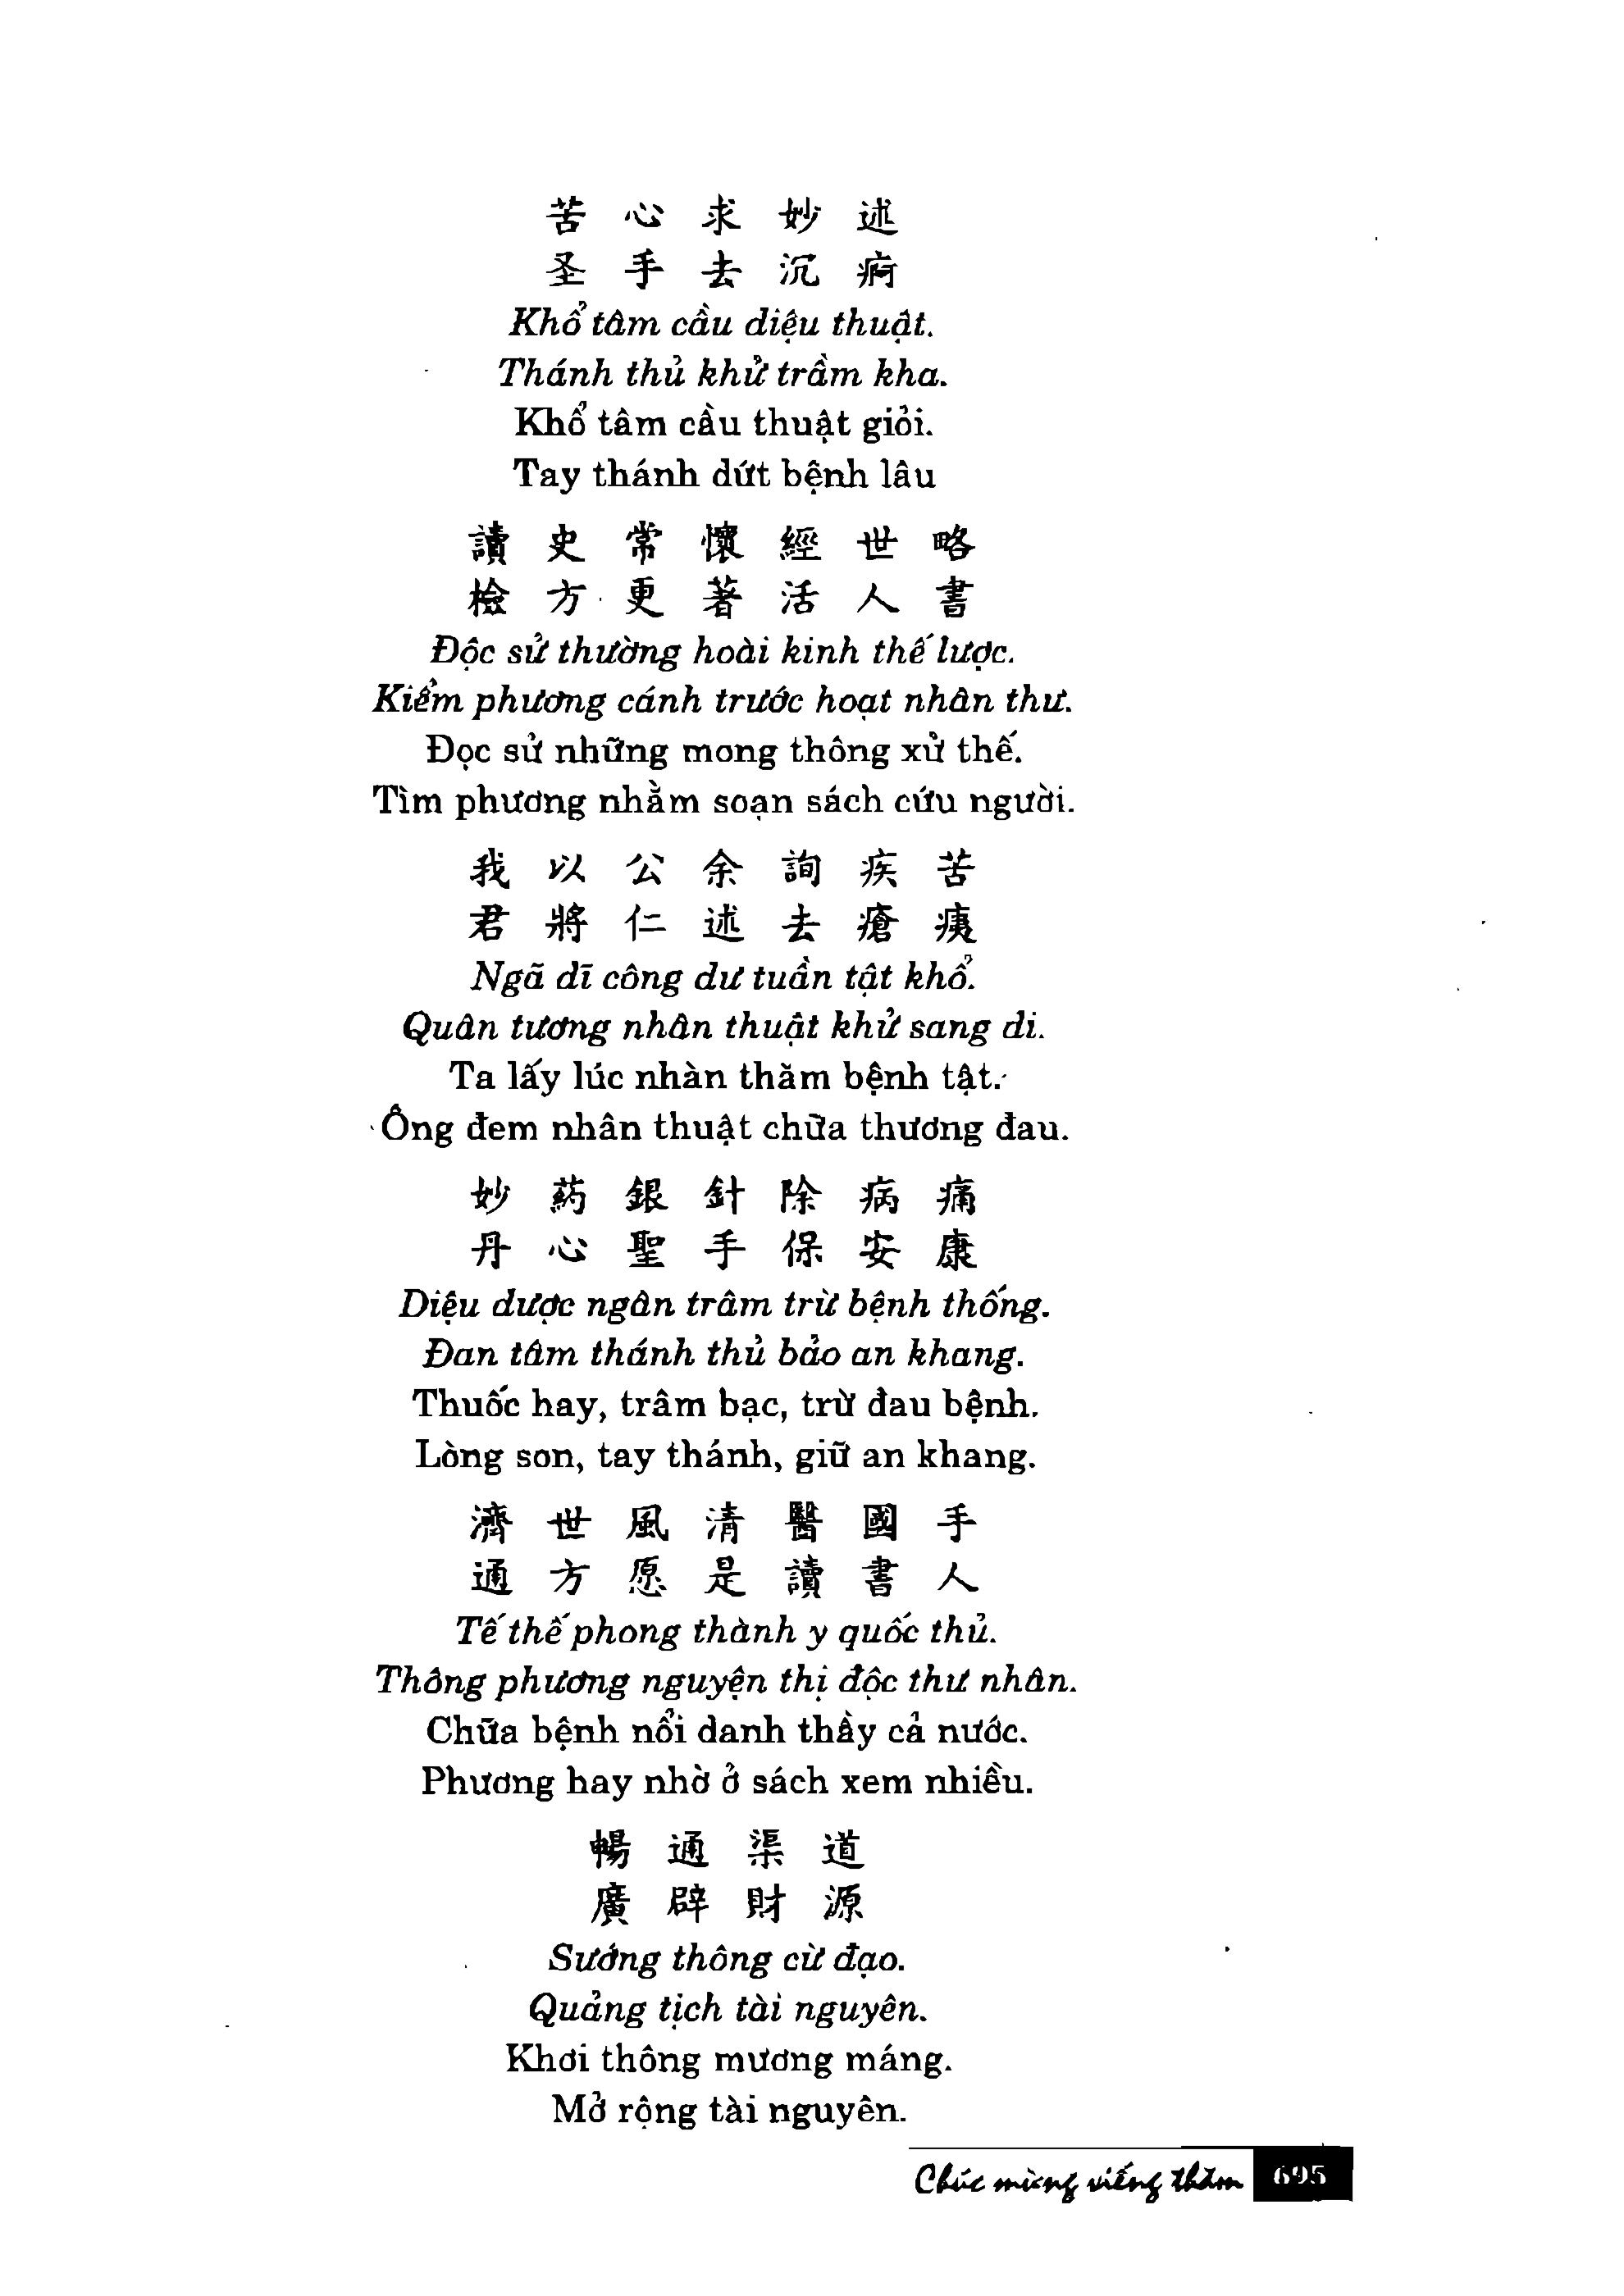 苦 心 求 妙 述
圣 手 去 沉 疴
Khổ tâm cầu diệu thuật.
Thánh thủ khử trầm kha.
Khổ tâm cầu thuật giỏi.
Tay thánh dứt bệnh lâu
讀 史 常 懷 經 世 略
檢 方 更 著 活 人 書
Độc sử thường hoài kinh thế lược.
Kiểm phương cánh trước hoạt nhân thư.
Đọc sử những mong thông xử thế.
Tìm phương nhằm soạn sách cứu người.
我 以 公 余 詢 疾 苦
君 將 仁 述 去 瘡 痍
Ngã dĩ công dư tuần tật khổ.
Quân tương nhân thuật khử sang di.
Ta lấy lúc nhàn thăm bệnh tật.
Ông đem nhân thuật chữa thương đau.
妙 药 銀 針 除 病 痛
丹 心 聖 手 保 安 康
Diệu dược ngân trâm trừ bệnh thống.
Đan tâm thánh thủ bảo an khang.
Thuốc hay, trâm bạc, trừ đau bệnh.
Lòng son, tay thánh, giữ an khang.
濟 世 風 清 醫 國 手
通 方 愿 是 讀 書 人
Tế thế phong thành y quốc thủ.
Thông phương nguyện thị độc thư nhân.
Chữa bệnh nổi danh thầy cả nước.
Phương hay nhờ ở sách xem nhiều.
暢 通 渠 道
廣 辟 財 源
Sướng thông cừ đạo.
Quảng tịch tài nguyên.
Khơi thông mương máng.
Mở rộng tài nguyên.
Chúc mừng viếng thăm 695